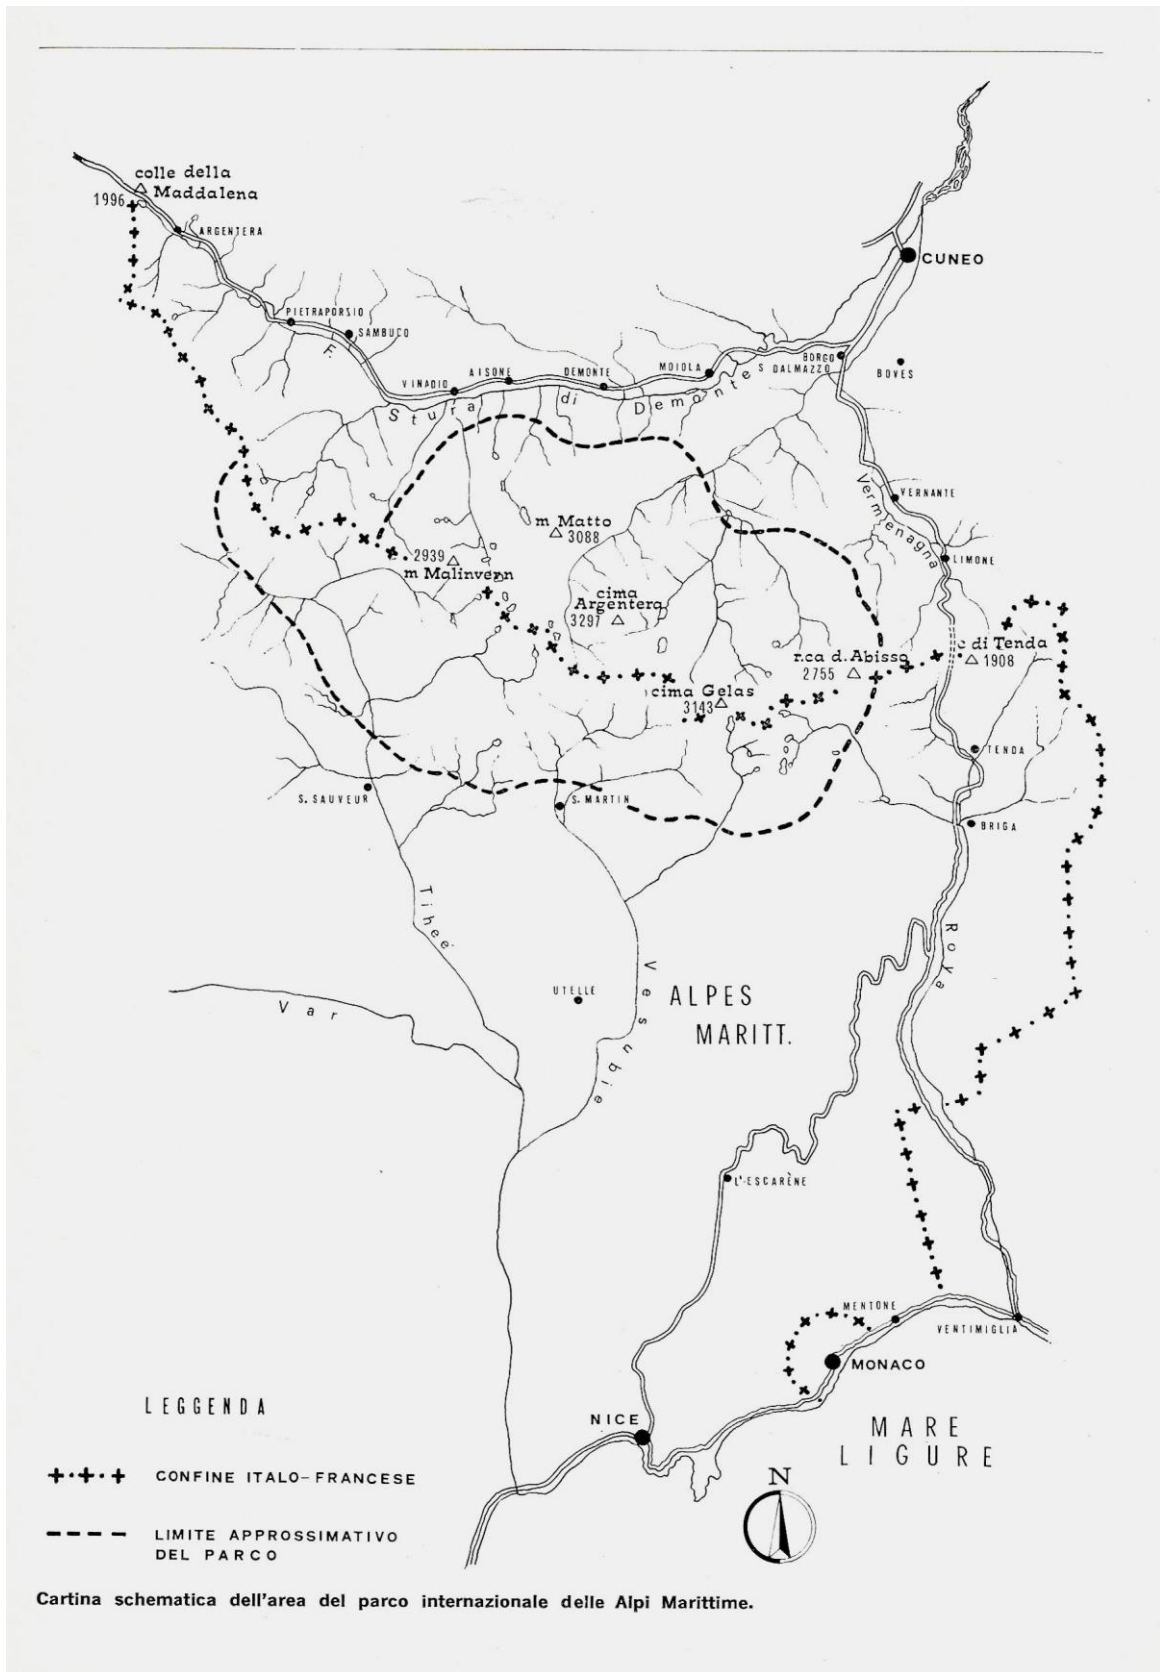 colle della
Maddalena
1996
ARGENTERA
CUNEO
PIETRAPORSIO
SAMBUCO
F.
VINADIO
AISONE
DEMONTE
MOIOLA
BORGO
S DALMAZZO
BOVES
Stura di Demonte
VERNANTE
Vermenagna
LIMONE
m Matto
3088
2939
m Malinvern
cima
Argentera
3297
c di Tenda
1908
r.ca d. Abisso
2755
cima Gelas
3143
TENDA
S. SAUVEUR
S. MARTIN
BRIGA
Tineé
Roya
Vesubie
UTELLE
ALPES
MARITT.
Var
L'-ESCARÈNE
MENTONE
VENTIMIGLIA
MONACO
NICE
MARE
LIGURE
N
LEGGENDA
CONFINE ITALO-FRANCESE
LIMITE APPROSSIMATIVO
DEL PARCO
Cartina schematica dell'area del parco internazionale delle Alpi Marittime.